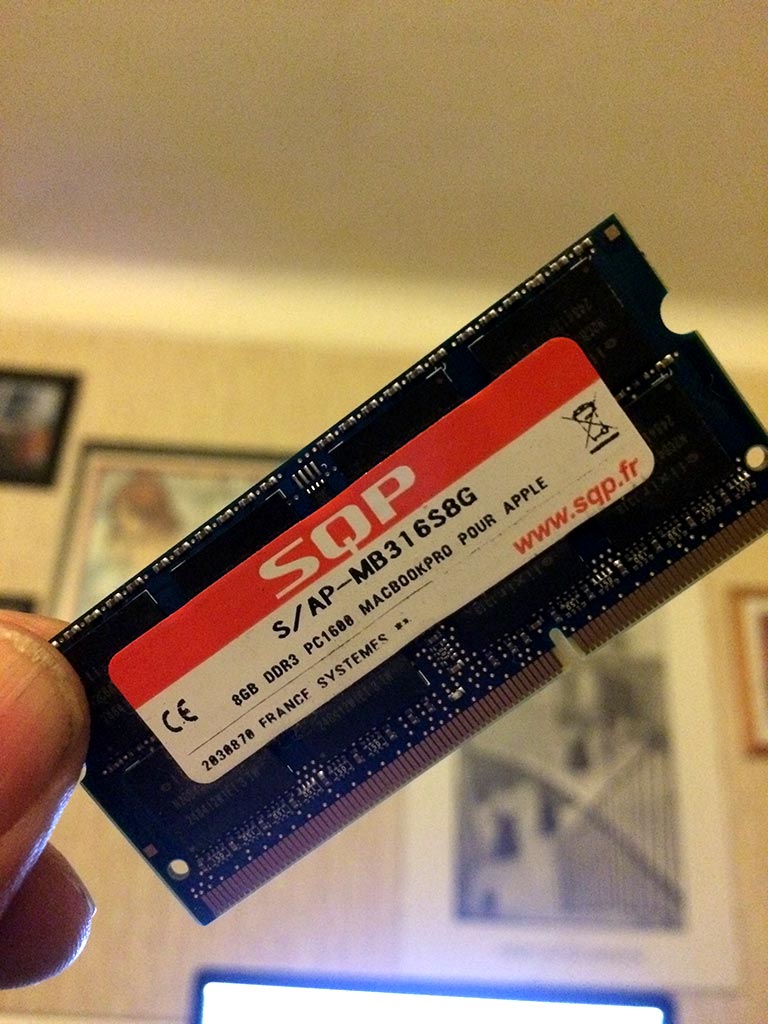 SQP
S/AP-MB316S8G
8GB DDR3 PC1600 MACBOOKPRO POUR APPLE
www.sqp.fr
CE
2030870 FRANCE SYSTEMES **